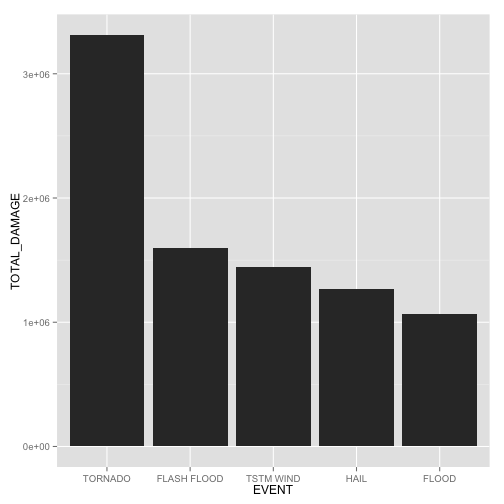 TOTAL_DAMAGE
3e+06
2e+06
1e+06
0e+00
TORNADO FLASH FLOOD TSTM WIND HAIL FLOOD
EVENT